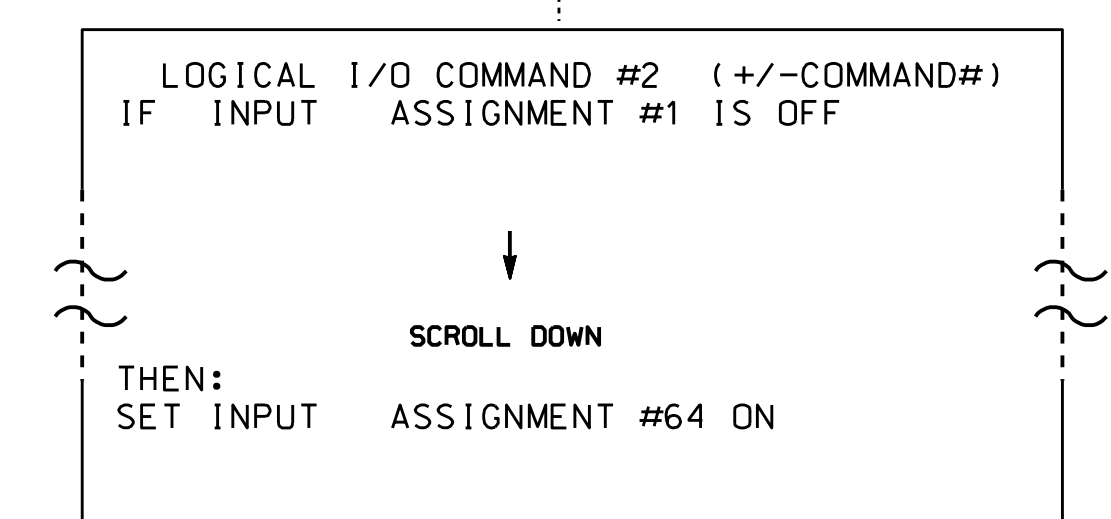 LOGICAL I/O COMMAND #2 (+/-COMMAND#)
IF INPUT ASSIGNMENT #1 IS OFF
SCROLL DOWN
THEN:
SET INPUT ASSIGNMENT #64 ON